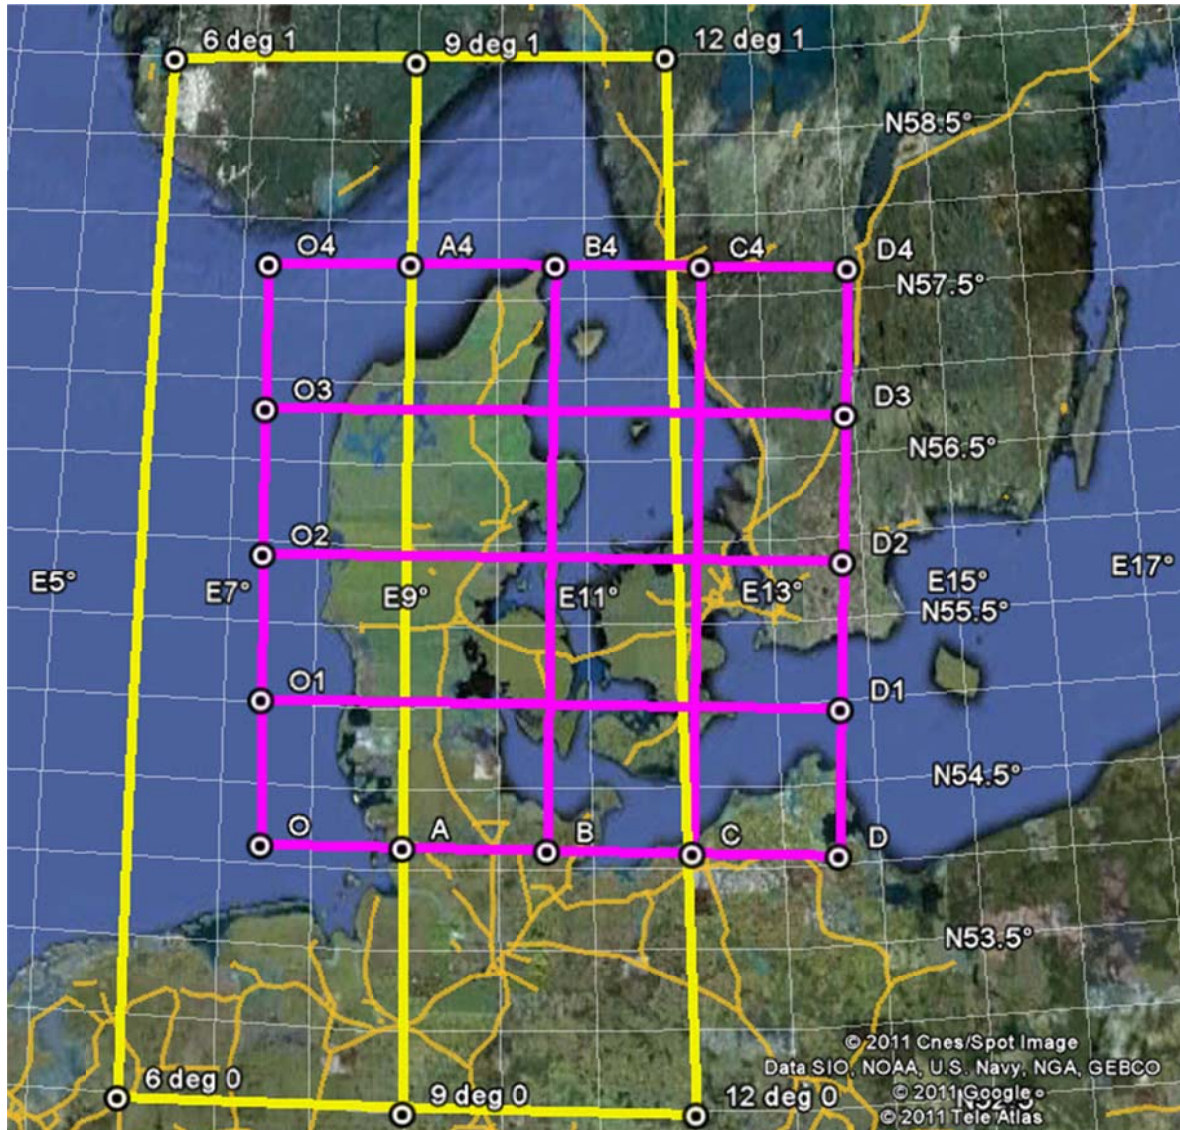 6 deg 1
9 deg 1
12 deg 1
N58.5°
O4
A4
B4
C4
D4
N57.5°
O3
D3
N56.5°
O2
D2
E5°
E7°
E9°
E11°
E13°
E15°
E17°
N55.5°
O1
D1
N54.5°
O
A
B
C
D
N53.5°
© 2011 Cnes/Spot Image
Data SIO, NOAA, U.S. Navy, NGA, GEBCO
6 deg 0
9 deg 0
12 deg 0
© 2011 Google
© 2011 Tele Atlas